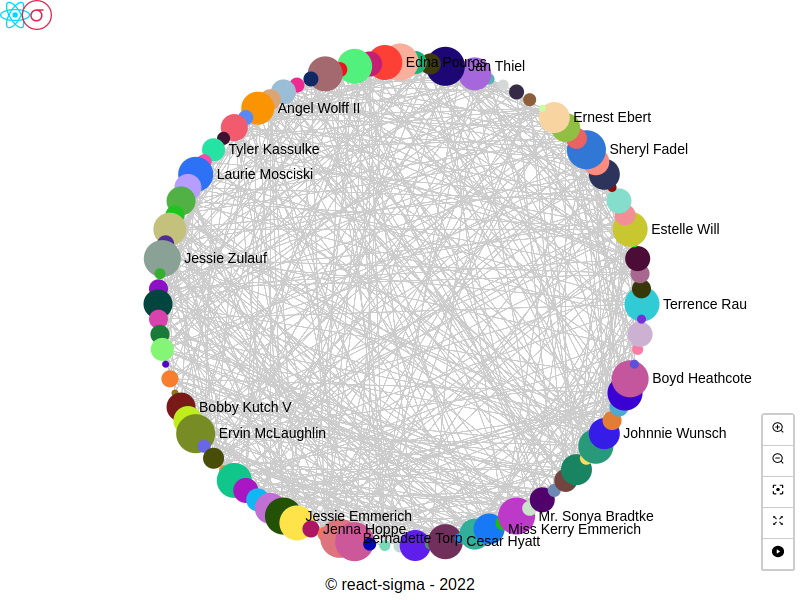 Edna Pouros
Jan Thiel
Angel Wolff II
Ernest Ebert
Tyler Kassulke
Sheryl Fadel
Laurie Mosciski
Estelle Will
Jessie Zulauf
Terrence Rau
Boyd Heathcote
Bobby Kutch V
Ervin McLaughlin
Johnnie Wunsch
Jessie Emmerich
Mr. Sonya Bradtke
Jenna Hoppe
Miss Kerry Emmerich
Bernadette Torp
Cesar Hyatt
© react-sigma - 2022